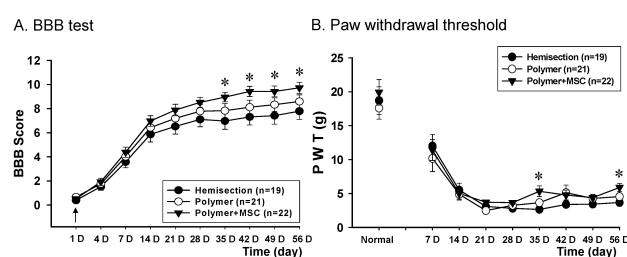 A. BBB test
B. Paw withdrawal threshold
12
10
8
6
4
2
0
BBB Score
* * * *
Hemisection (n=19)
Polymer (n=21)
Polymer+MSC (n=22)
1 D 4 D 7 D 14 D 21 D 28 D 35 D 42 D 49 D 56 D
Time (day)
25
20
15
10
5
0
P W T (g)
Hemisection (n=19)
Polymer (n=21)
Polymer+MSC (n=22)
* *
Normal 7 D 14 D 21 D 28 D 35 D 42 D 49 D 56 D
Time (day)